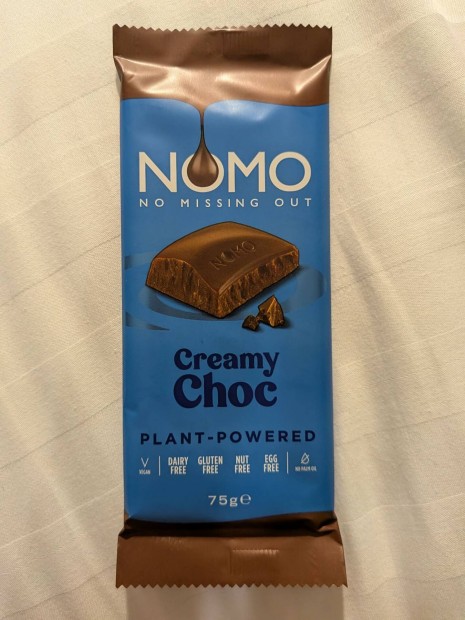 NOMO
NO MISSING OUT
NOMO
Creamy
Choc
PLANT-POWERED
VEGAN
DAIRY FREE
GLUTEN FREE
NUT FREE
EGG FREE
NO PALM OIL
75g℮